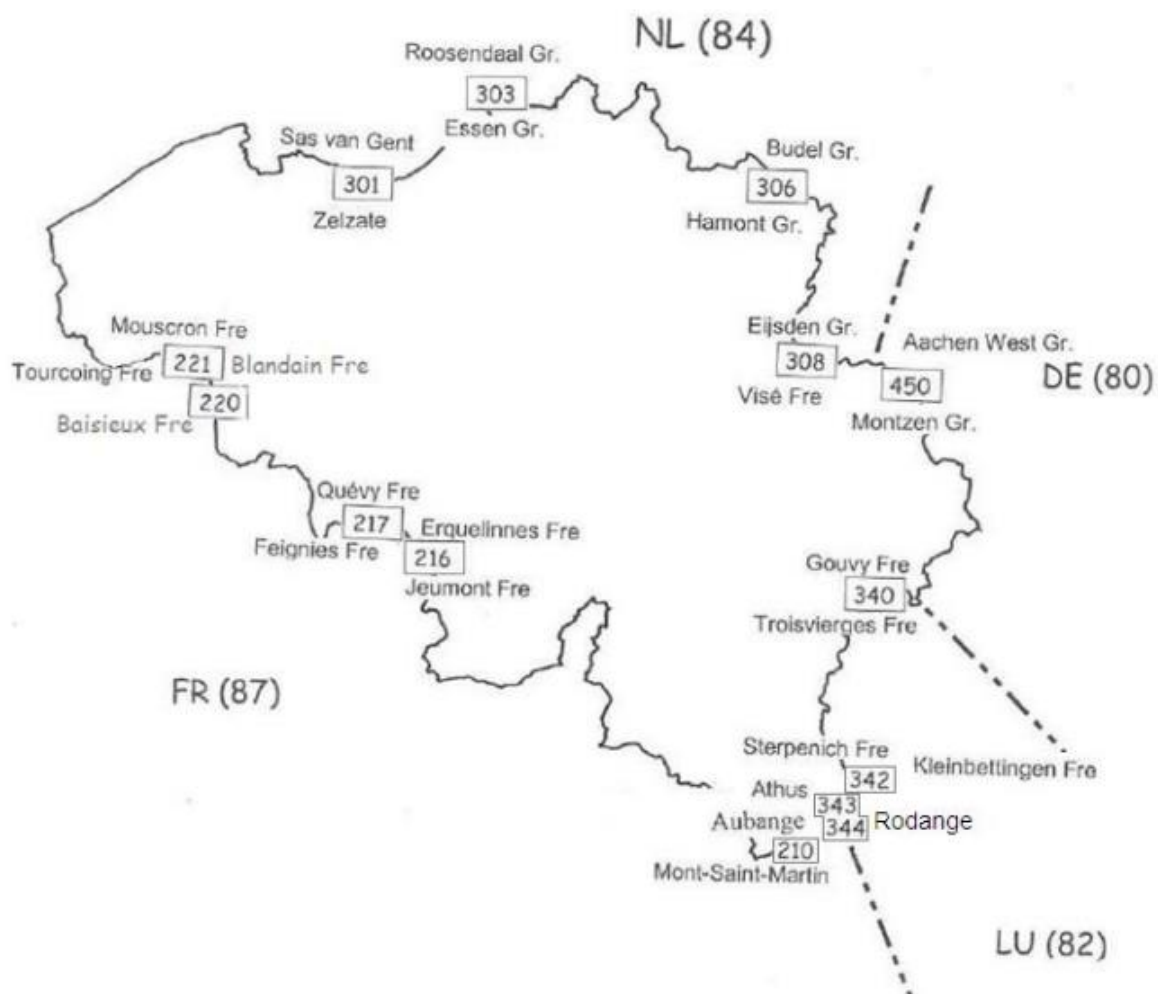 NL (84)
Roosendaal Gr.
303
Essen Gr.
Sas van Gent
301
Zelzate
Budel Gr.
306
Hamont Gr.
Eijsden Gr.
308
Visé Fre
Aachen West Gr.
450
DE (80)
Montzen Gr.
Mouscron Fre
221
Blandain Fre
Tourcoing Fre
220
Baisieux Fre
Quévy Fre
217
Erquelinnes Fre
Feignies Fre
216
Jeumont Fre
Gouvy Fre
340
Troisvierges Fre
FR (87)
Sterpenich Fre
342
Kleinbettingen Fre
Athus
343
Aubange
344
Rodange
210
Mont-Saint-Martin
LU (82)